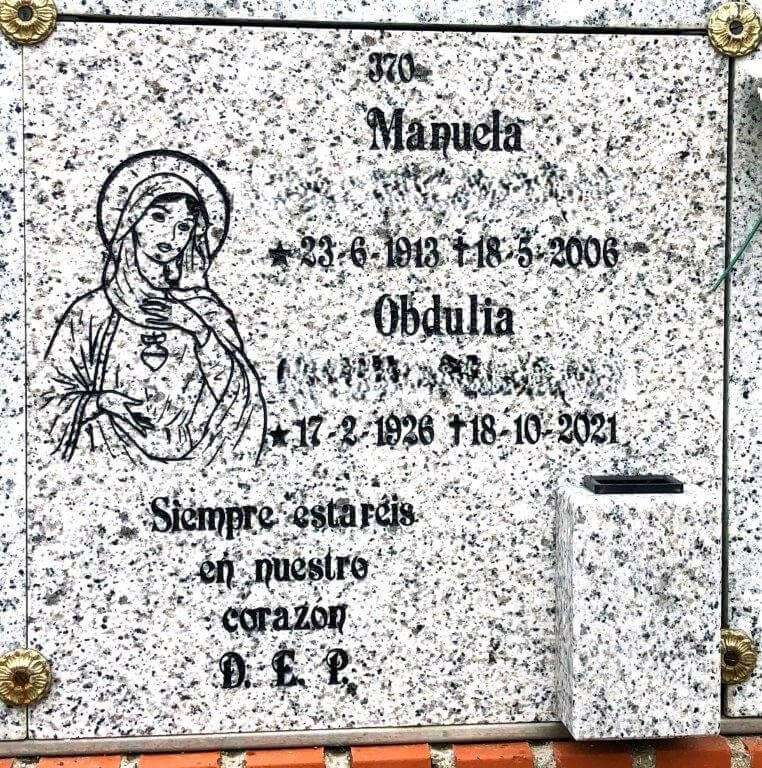 370
Manuela
★ 23-6-1913 ✝ 18-5-2006
Obdulia
★ 17-2-1926 ✝ 18-10-2021
Siempre estaréis
en nuestro
corazón
D. E. P.